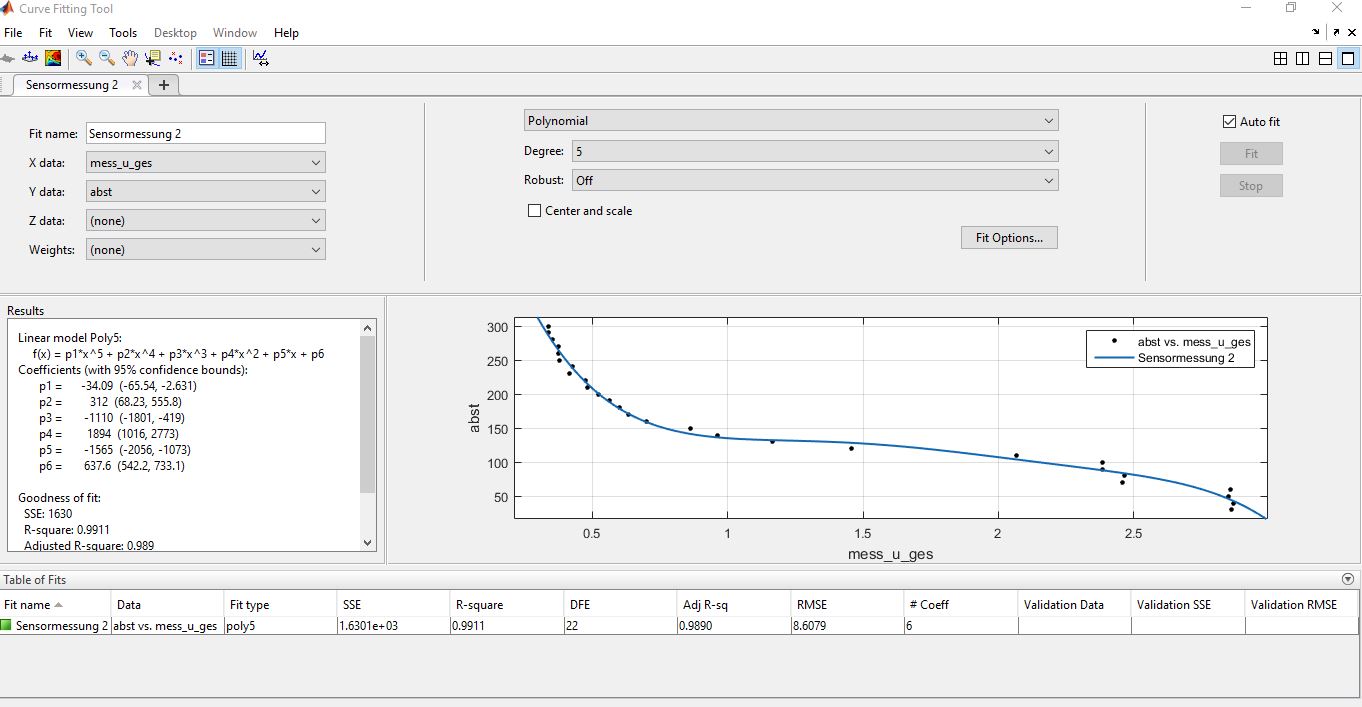 Curve Fitting Tool
File Fit View Tools Desktop Window Help
Sensormessung 2
Fit name: Sensormessung 2
X data: mess_u_ges
Y data: abst
Z data: (none)
Weights: (none)
Polynomial
Degree: 5
Robust: Off
Center and scale
Fit Options...
Auto fit
Fit
Stop
Results
Linear model Poly5:
f(x) = p1*x^5 + p2*x^4 + p3*x^3 + p4*x^2 + p5*x + p6
Coefficients (with 95% confidence bounds):
p1 = -34.09 (-65.54, -2.631)
p2 = 312 (68.23, 555.8)
p3 = -1110 (-1801, -419)
p4 = 1894 (1016, 2773)
p5 = -1565 (-2056, -1073)
p6 = 637.6 (542.2, 733.1)
Goodness of fit:
SSE: 1630
R-square: 0.9911
Adjusted R-square: 0.989
abst
300
250
200
150
100
50
0.5 1 1.5 2 2.5
mess_u_ges
abst vs. mess_u_ges
Sensormessung 2
Table of Fits
Fit name Data Fit type SSE R-square DFE Adj R-sq RMSE # Coeff Validation Data Validation SSE Validation RMSE
Sensormessung 2 abst vs. mess_u_ges poly5 1.6301e+03 0.9911 22 0.9890 8.6079 6